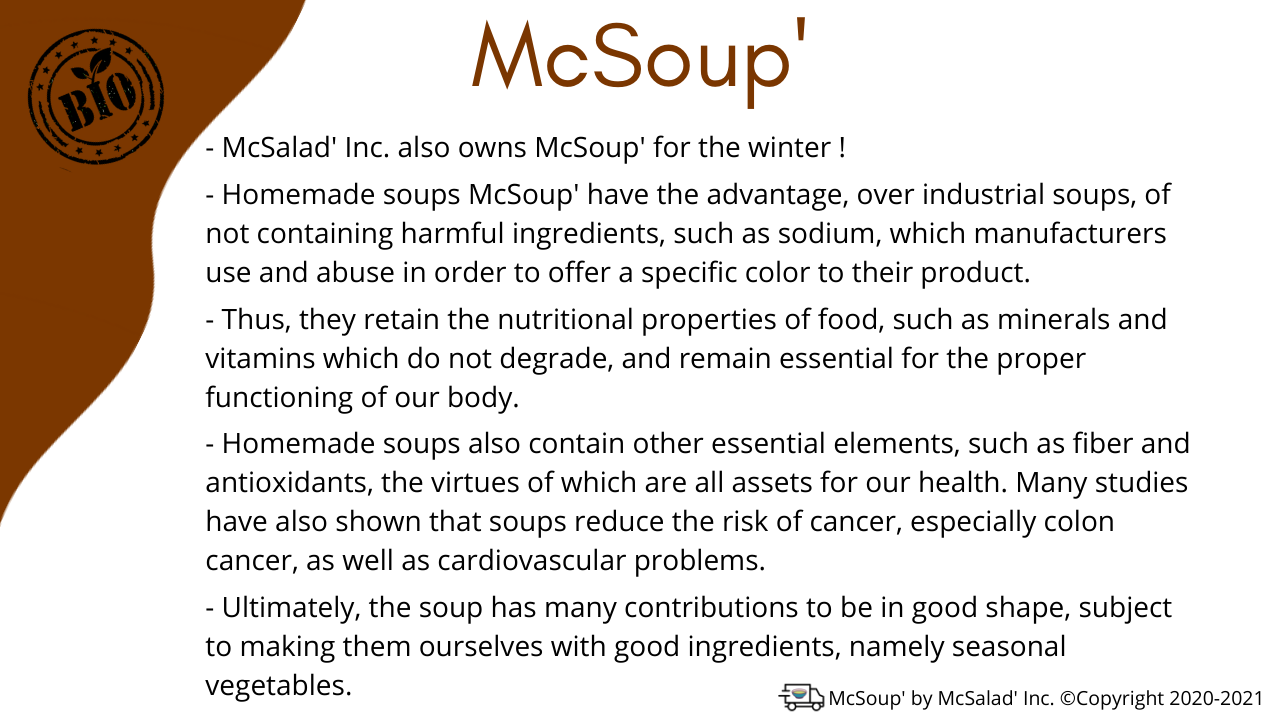 BIO
McSoup'
- McSalad' Inc. also owns McSoup' for the winter !
- Homemade soups McSoup' have the advantage, over industrial soups, of
not containing harmful ingredients, such as sodium, which manufacturers
use and abuse in order to offer a specific color to their product.
- Thus, they retain the nutritional properties of food, such as minerals and
vitamins which do not degrade, and remain essential for the proper
functioning of our body.
- Homemade soups also contain other essential elements, such as fiber and
antioxidants, the virtues of which are all assets for our health. Many studies
have also shown that soups reduce the risk of cancer, especially colon
cancer, as well as cardiovascular problems.
- Ultimately, the soup has many contributions to be in good shape, subject
to making them ourselves with good ingredients, namely seasonal
vegetables.
McSoup' by McSalad' Inc. ©Copyright 2020-2021